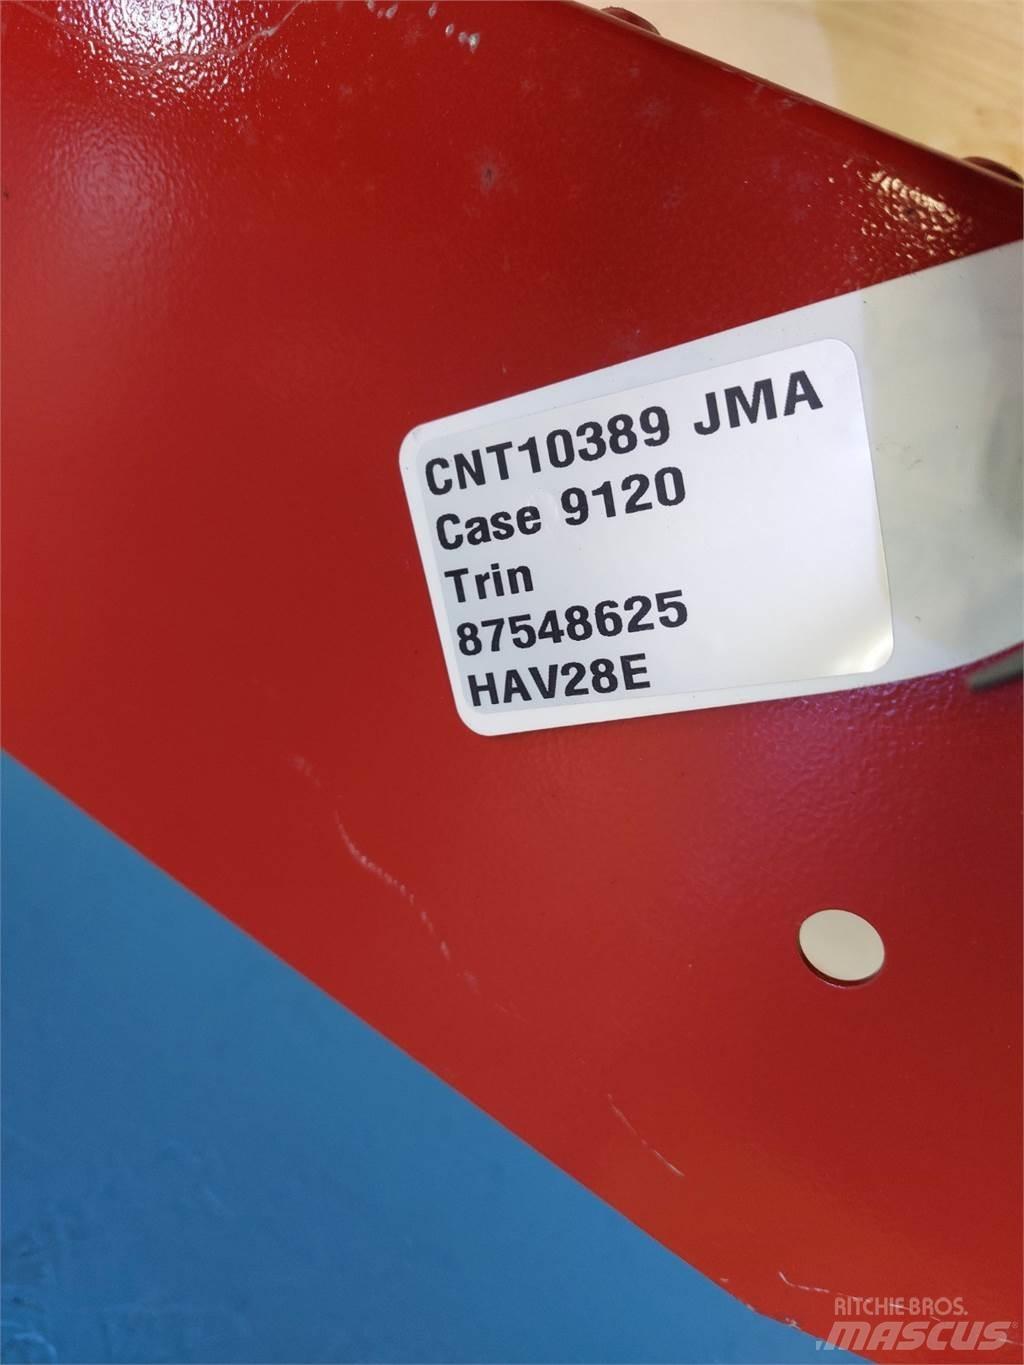 CNT10389 JMA
Case 9120
Trin
87548625
HAV28E
RITCHIE BROS.
MASCUS